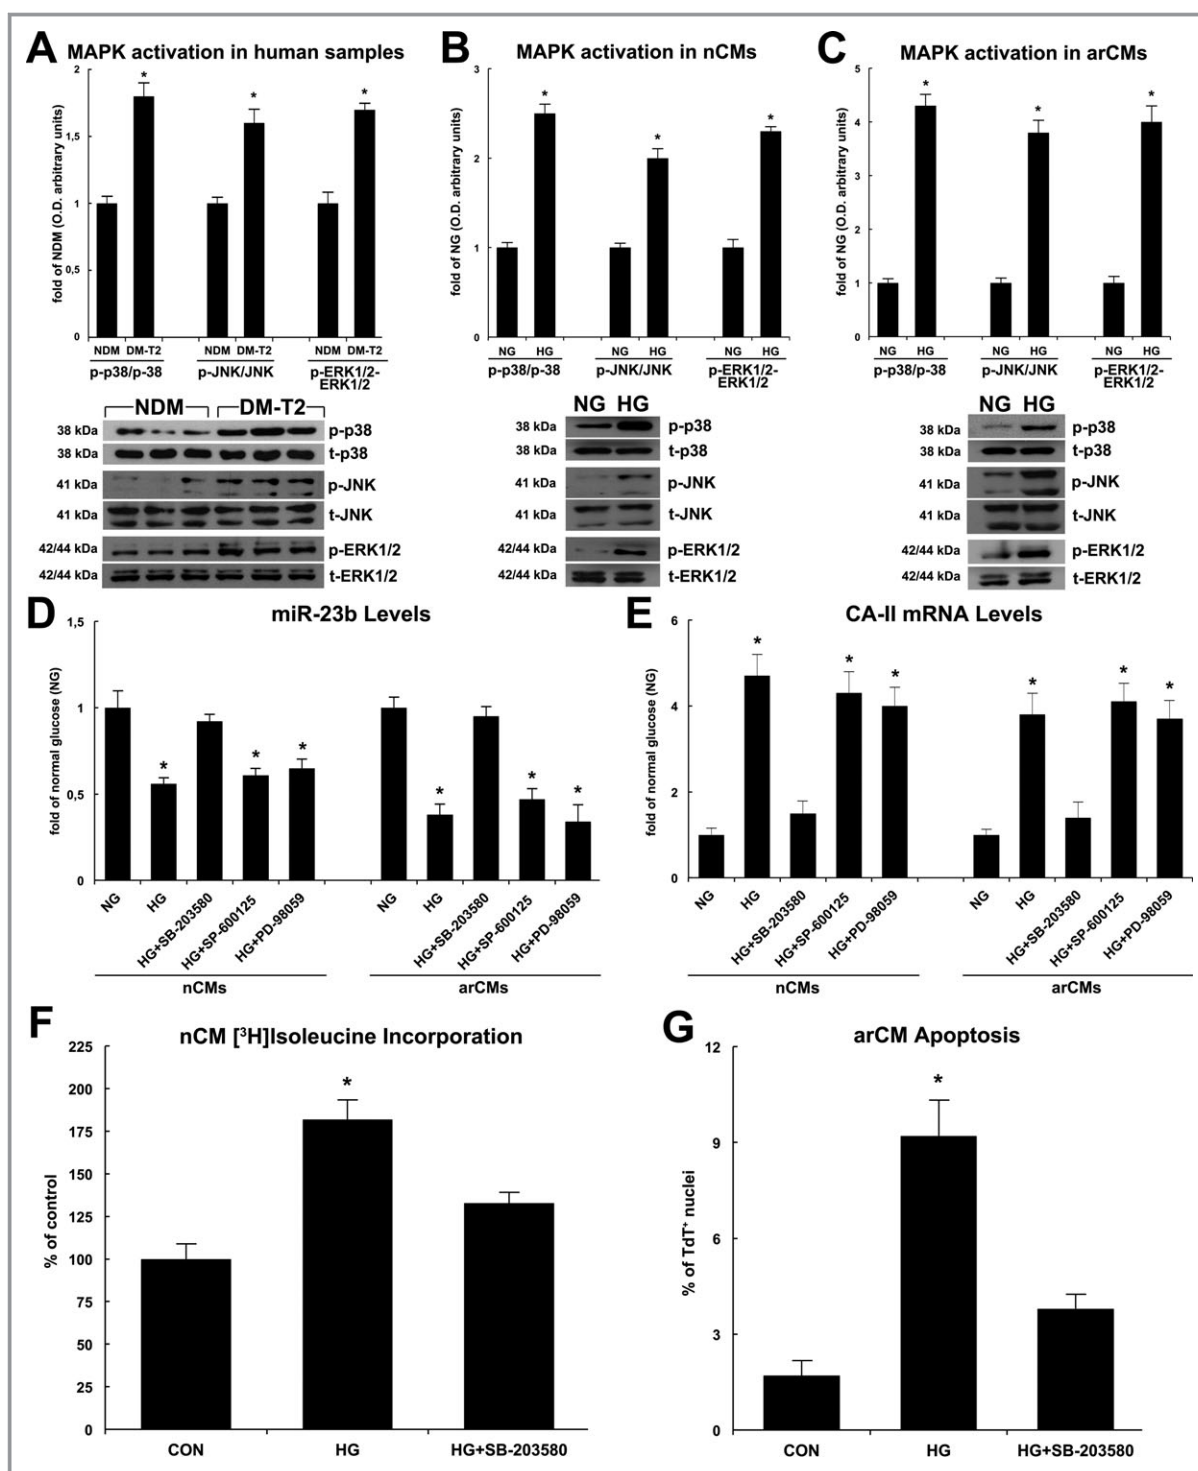 A MAPK activation in human samples
fold of NDM (O.D. arbitrary units)
2
1,5
1
0,5
0
* * *
NDM DM-T2 NDM DM-T2 NDM DM-T2
p-p38/p-38 p-JNK/JNK p-ERK1/2-
ERK1/2
NDM DM-T2
38 kDa p-p38
38 kDa t-p38
41 kDa p-JNK
41 kDa t-JNK
42/44 kDa p-ERK1/2
42/44 kDa t-ERK1/2
B MAPK activation in nCMs
fold of NG (O.D. arbitrary units)
3
2
1
0
* * *
NG HG NG HG NG HG
p-p38/p-38 p-JNK/JNK p-ERK1/2-
ERK1/2
NG HG
38 kDa p-p38
38 kDa t-p38
41 kDa p-JNK
41 kDa t-JNK
42/44 kDa p-ERK1/2
42/44 kDa t-ERK1/2
C MAPK activation in arCMs
fold of NG (O.D. arbitrary units)
5
4
3
2
1
0
* * *
NG HG NG HG NG HG
p-p38/p-38 p-JNK/JNK p-ERK1/2-
ERK1/2
NG HG
38 kDa p-p38
38 kDa t-p38
41 kDa p-JNK
41 kDa t-JNK
42/44 kDa p-ERK1/2
42/44 kDa t-ERK1/2
D miR-23b Levels
fold of normal glucose (NG)
1,5
1
0,5
0
* * * * * *
NG HG HG+SB-203580 HG+SP-600125 HG+PD-98059 NG HG HG+SB-203580 HG+SP-600125 HG+PD-98059
nCMs arCMs
E CA-II mRNA Levels
fold of normal glucose (NG)
6
4
2
0
* * * * * *
NG HG HG+SB-203580 HG+SP-600125 HG+PD-98059 NG HG HG+SB-203580 HG+SP-600125 HG+PD-98059
nCMs arCMs
F nCM [³H]Isoleucine Incorporation
% of control
225
200
175
150
125
100
75
50
25
0
*
CON HG HG+SB-203580
G arCM Apoptosis
% of TdT⁺ nuclei
12
9
6
3
0
*
CON HG HG+SB-203580